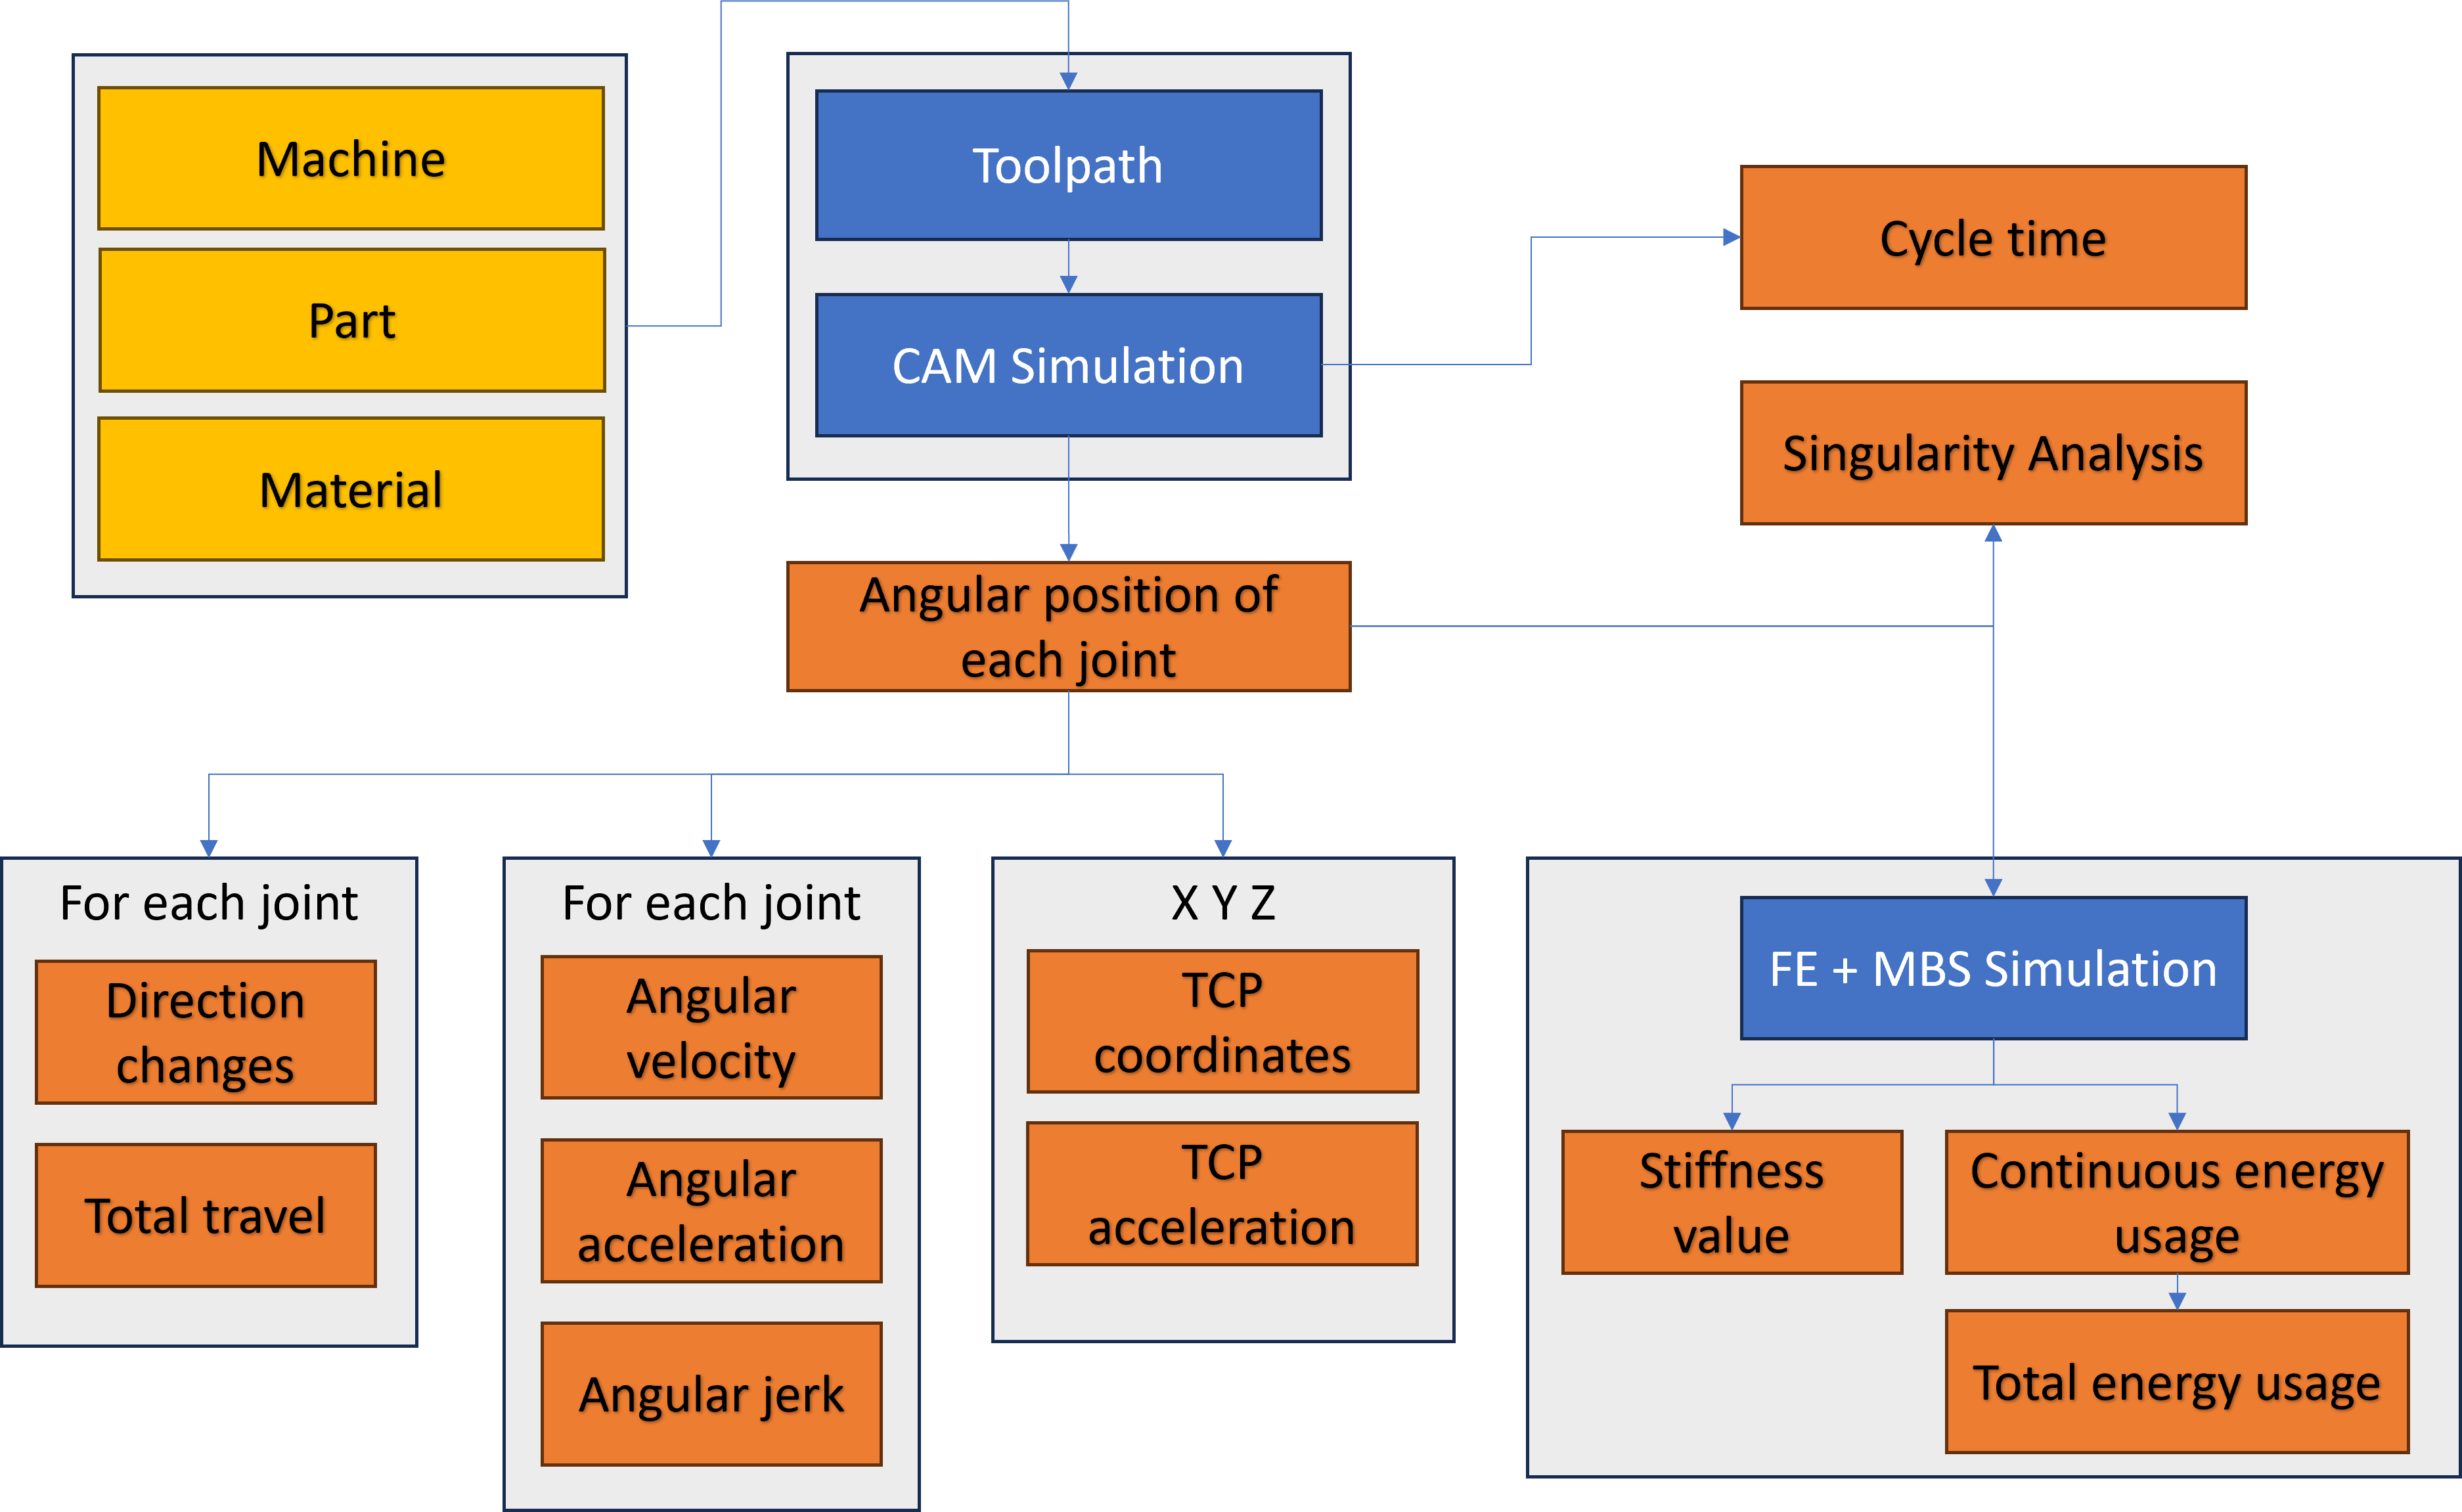 Machine
Part
Material
Toolpath
CAM Simulation
Cycle time
Singularity Analysis
Angular position of
each joint
For each joint
Direction
changes
Total travel
For each joint
Angular
velocity
Angular
acceleration
Angular jerk
X Y Z
TCP
coordinates
TCP
acceleration
FE + MBS Simulation
Stiffness
value
Continuous energy
usage
Total energy usage